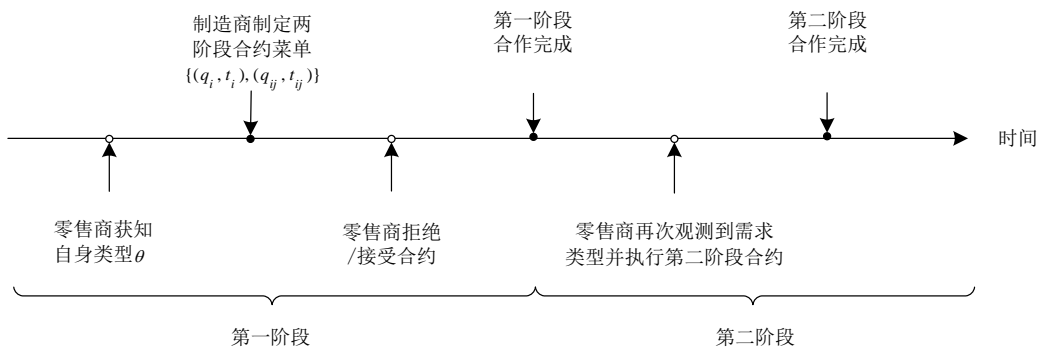 制造商制定两
阶段合约菜单
{(q_i, t_i), (q_ij, t_ij)}
第一阶段
合作完成
第二阶段
合作完成
时间
零售商获知
自身类型θ
零售商拒绝
/接受合约
零售商再次观测到需求
类型并执行第二阶段合约
第一阶段
第二阶段